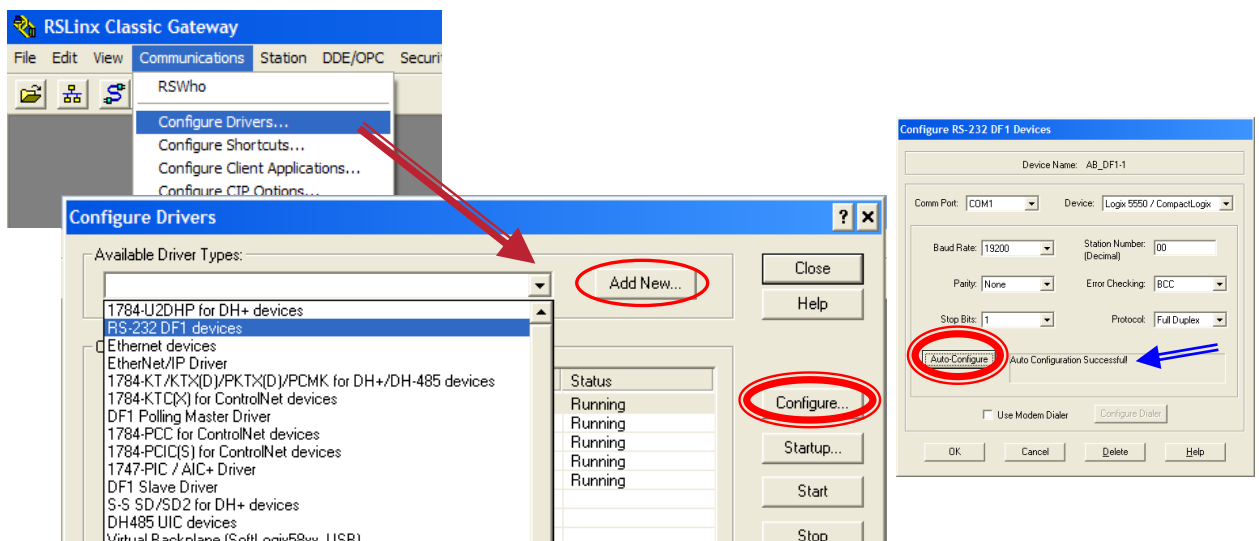 RSLinx Classic Gateway
File Edit View Communications Station DDE/OPC Securit
RSWho
Configure Drivers...
Configure Shortcuts...
Configure Client Applications...
Configure CIP Options...
Configure Drivers
Available Driver Types:
Add New...
Close
Help
1784-U2DHP for DH+ devices
RS-232 DF1 devices
Ethernet devices
EtherNet/IP Driver
1784-KT/KTX(D)/PKTX(D)/PCMK for DH+/DH-485 devices
1784-KTC(X) for ControlNet devices
DF1 Polling Master Driver
1784-PCC for ControlNet devices
1784-PCIC(S) for ControlNet devices
1747-PIC / AIC+ Driver
DF1 Slave Driver
S-S SD/SD2 for DH+ devices
DH485 UIC devices
Virtual Backplane (SoftLogix58xx, USB)
Status
Running
Running
Running
Running
Running
Configure...
Startup...
Start
Stop
Configure RS-232 DF1 Devices
Device Name: AB_DF1-1
Comm Port: COM1 Device: Logix 5550 / CompactLogix
Baud Rate: 19200 Station Number: 00
(Decimal)
Parity: None Error Checking: BCC
Stop Bits: 1 Protocol: Full Duplex
Auto-Configure Auto Configuration Successful!
Use Modem Dialer Configure Dialer
OK Cancel Delete Help